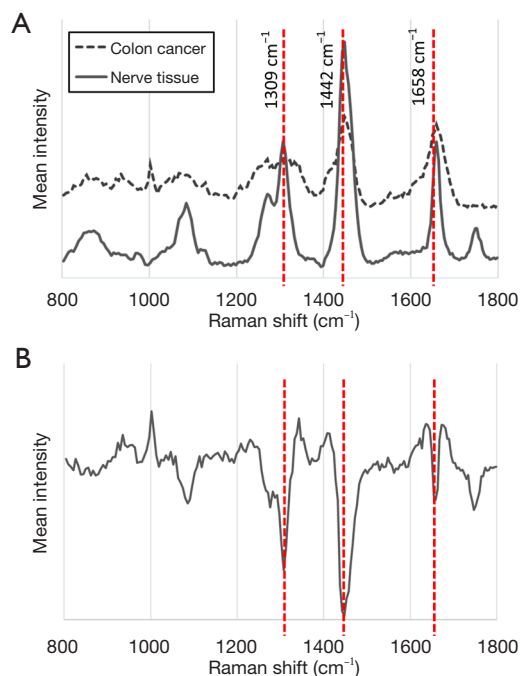 A
Colon cancer
Nerve tissue
1309 cm⁻¹
1442 cm⁻¹
1658 cm⁻¹
Mean intensity
800 1000 1200 1400 1600 1800
Raman shift (cm⁻¹)
B
Mean intensity
800 1000 1200 1400 1600 1800
Raman shift (cm⁻¹)